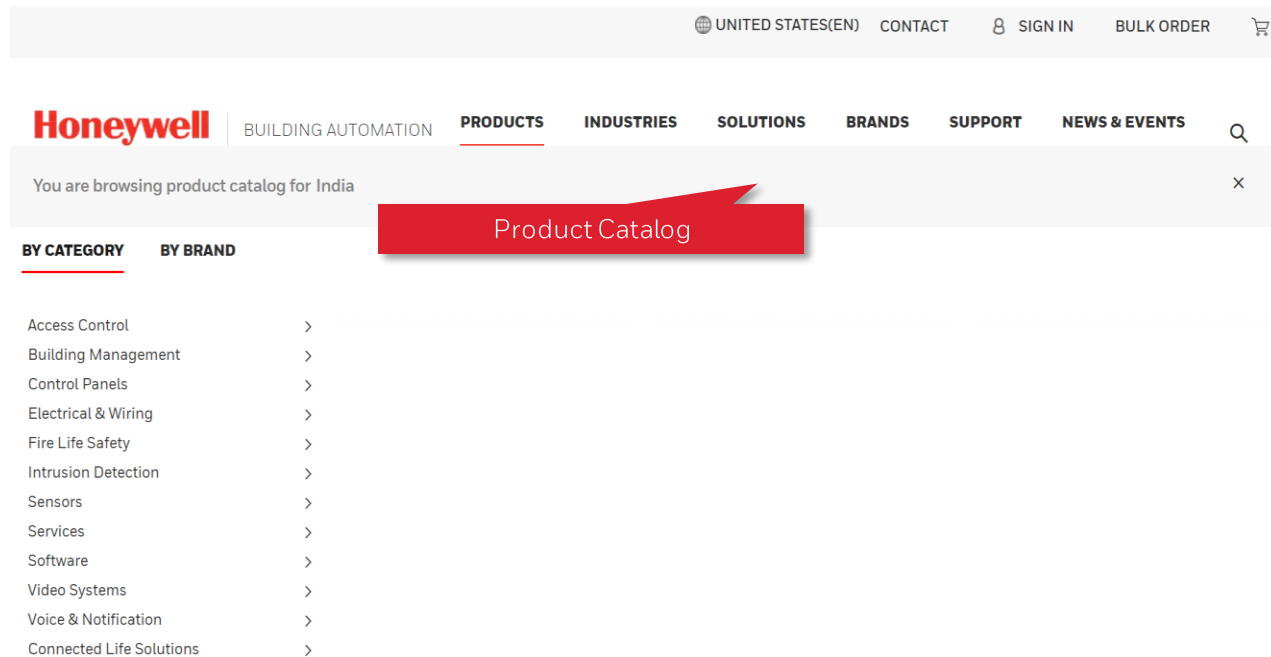 UNITED STATES(EN) CONTACT SIGN IN BULK ORDER
Honeywell BUILDING AUTOMATION PRODUCTS INDUSTRIES SOLUTIONS BRANDS SUPPORT NEWS & EVENTS
You are browsing product catalog for India
Product Catalog
BY CATEGORY BY BRAND
Access Control
Building Management
Control Panels
Electrical & Wiring
Fire Life Safety
Intrusion Detection
Sensors
Services
Software
Video Systems
Voice & Notification
Connected Life Solutions